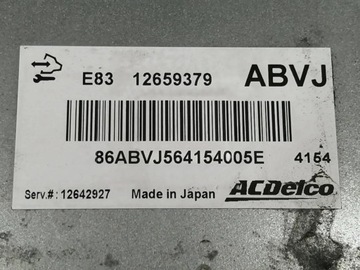 E83 12659379 ABVJ
86ABVJ564154005E 4154
Serv.#: 12642927 Made in Japan ACDelco